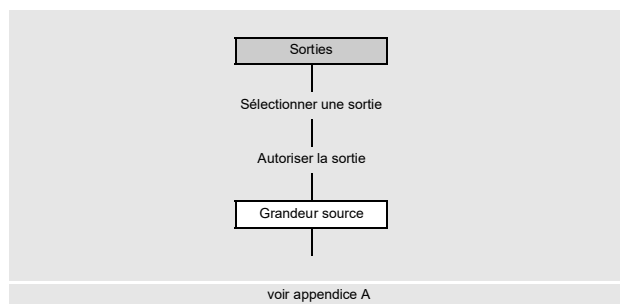 Sorties
Sélectionner une sortie
Autoriser la sortie
Grandeur source
voir appendice A